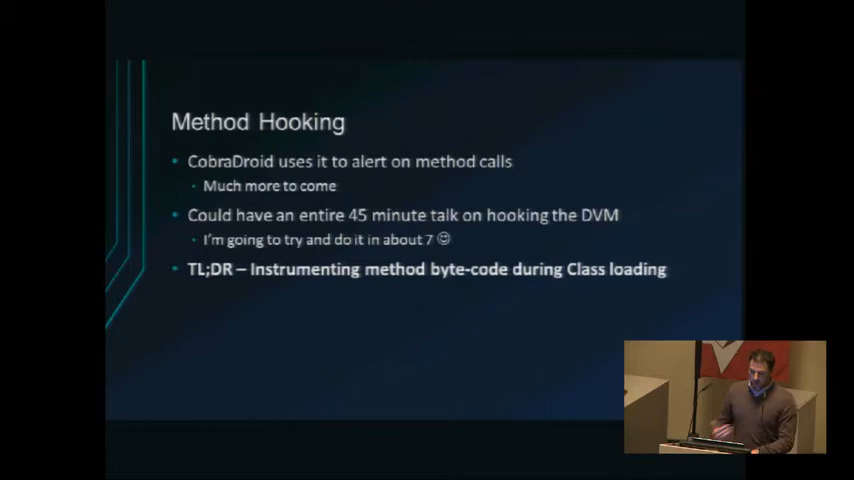 Method Hooking
CobraDroid uses it to alert on method calls
Much more to come
Could have an entire 45 minute talk on hooking the DVM
I'm going to try and do it in about 7 ☺
TL;DR – Instrumenting method byte-code during Class loading